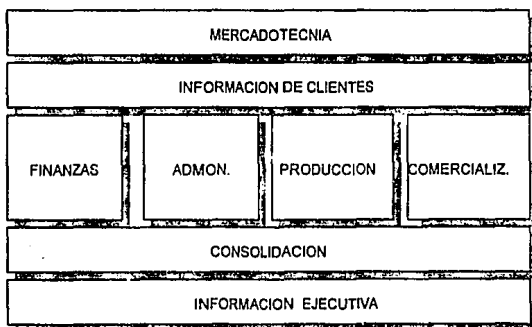 MERCADOTECNIA
INFORMACION DE CLIENTES
FINANZAS ADMON. PRODUCCION COMERCIALIZ.
CONSOLIDACION
INFORMACION EJECUTIVA